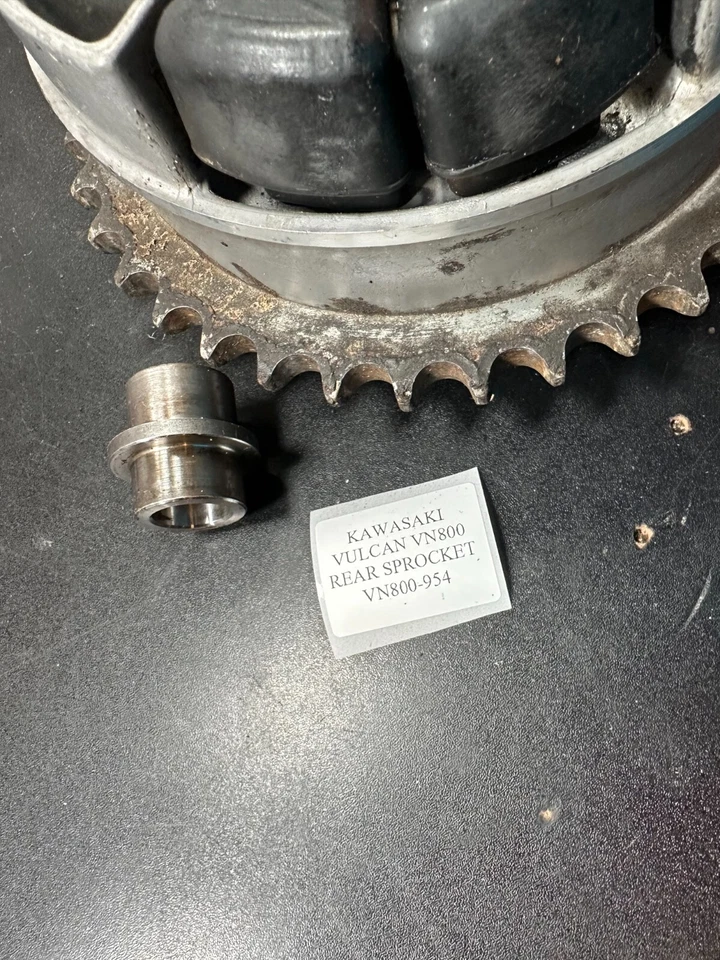 KAWASAKI
VULCAN VN800
REAR SPROCKET
VN800-954